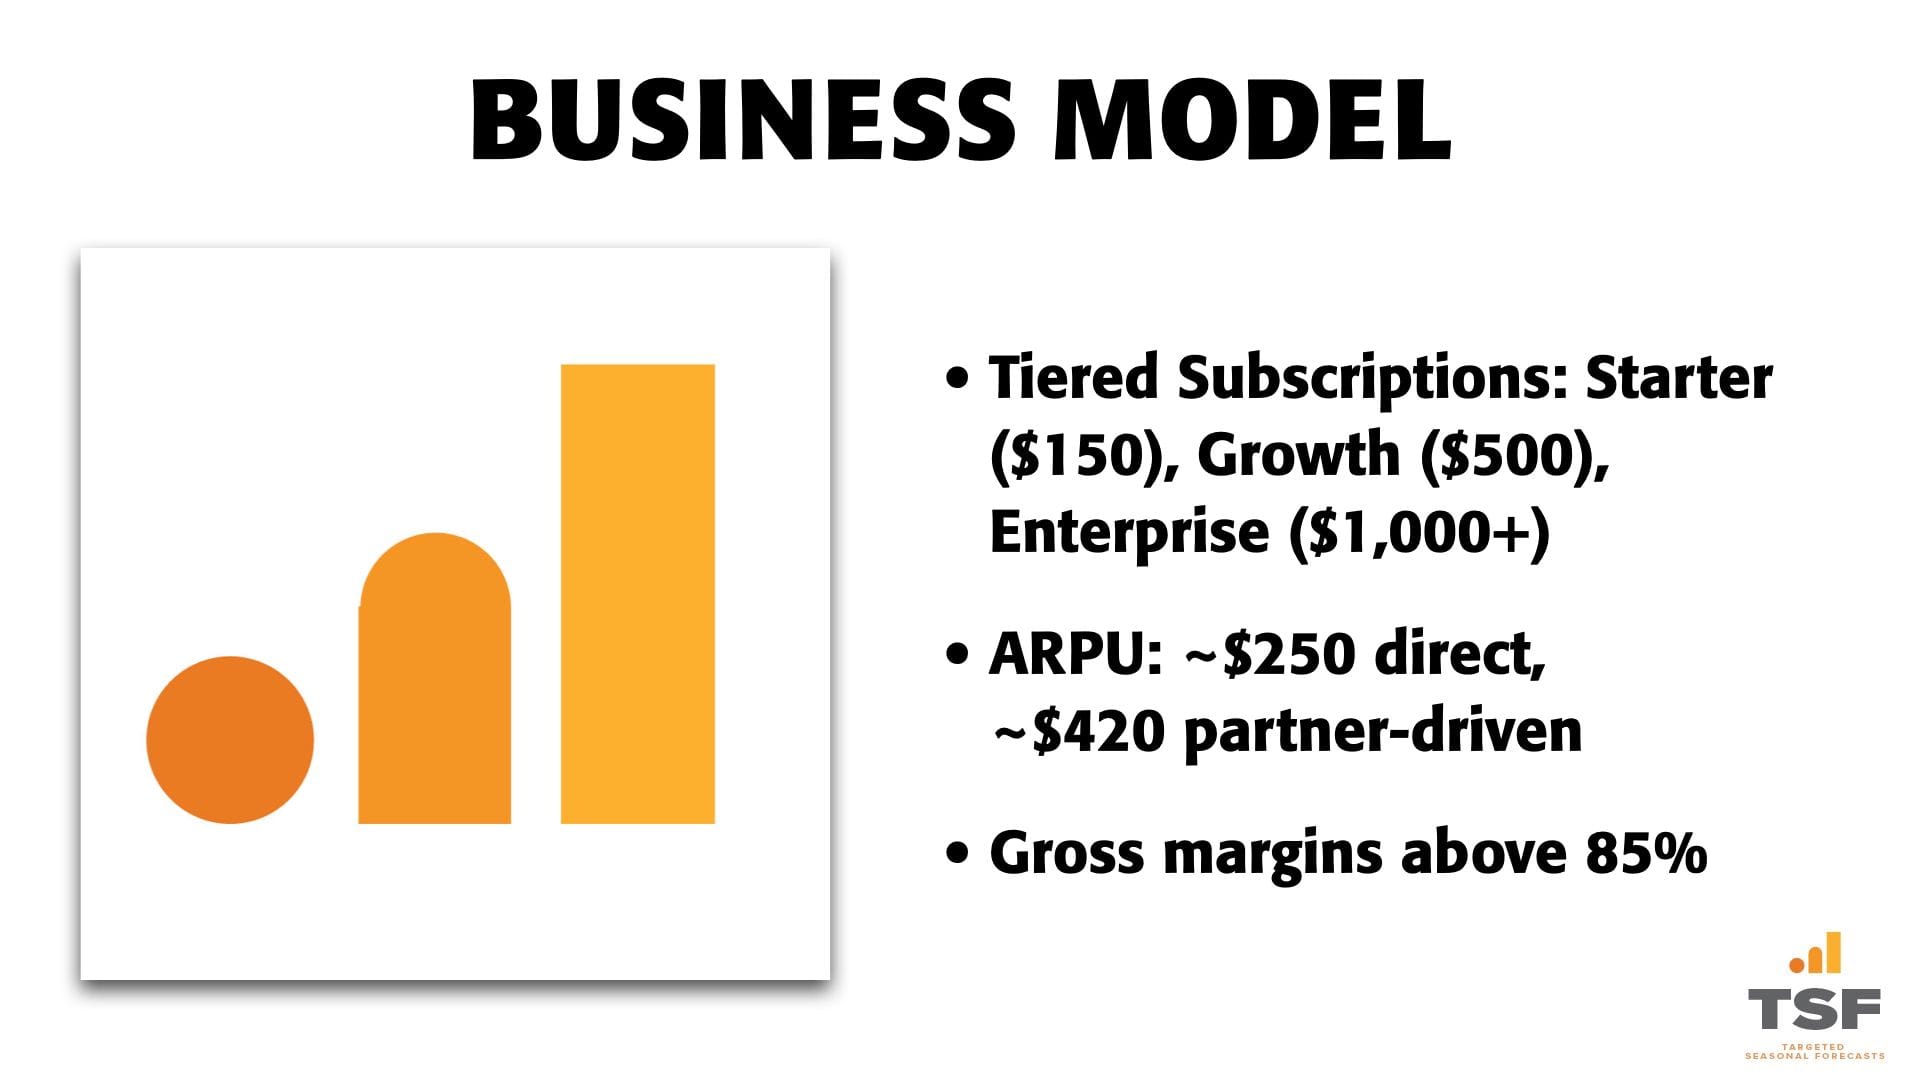 BUSINESS MODEL
• Tiered Subscriptions: Starter
($150), Growth ($500),
Enterprise ($1,000+)
• ARPU: ~$250 direct,
~$420 partner-driven
• Gross margins above 85%
TSF
TARGETED
SEASONAL FORECASTS